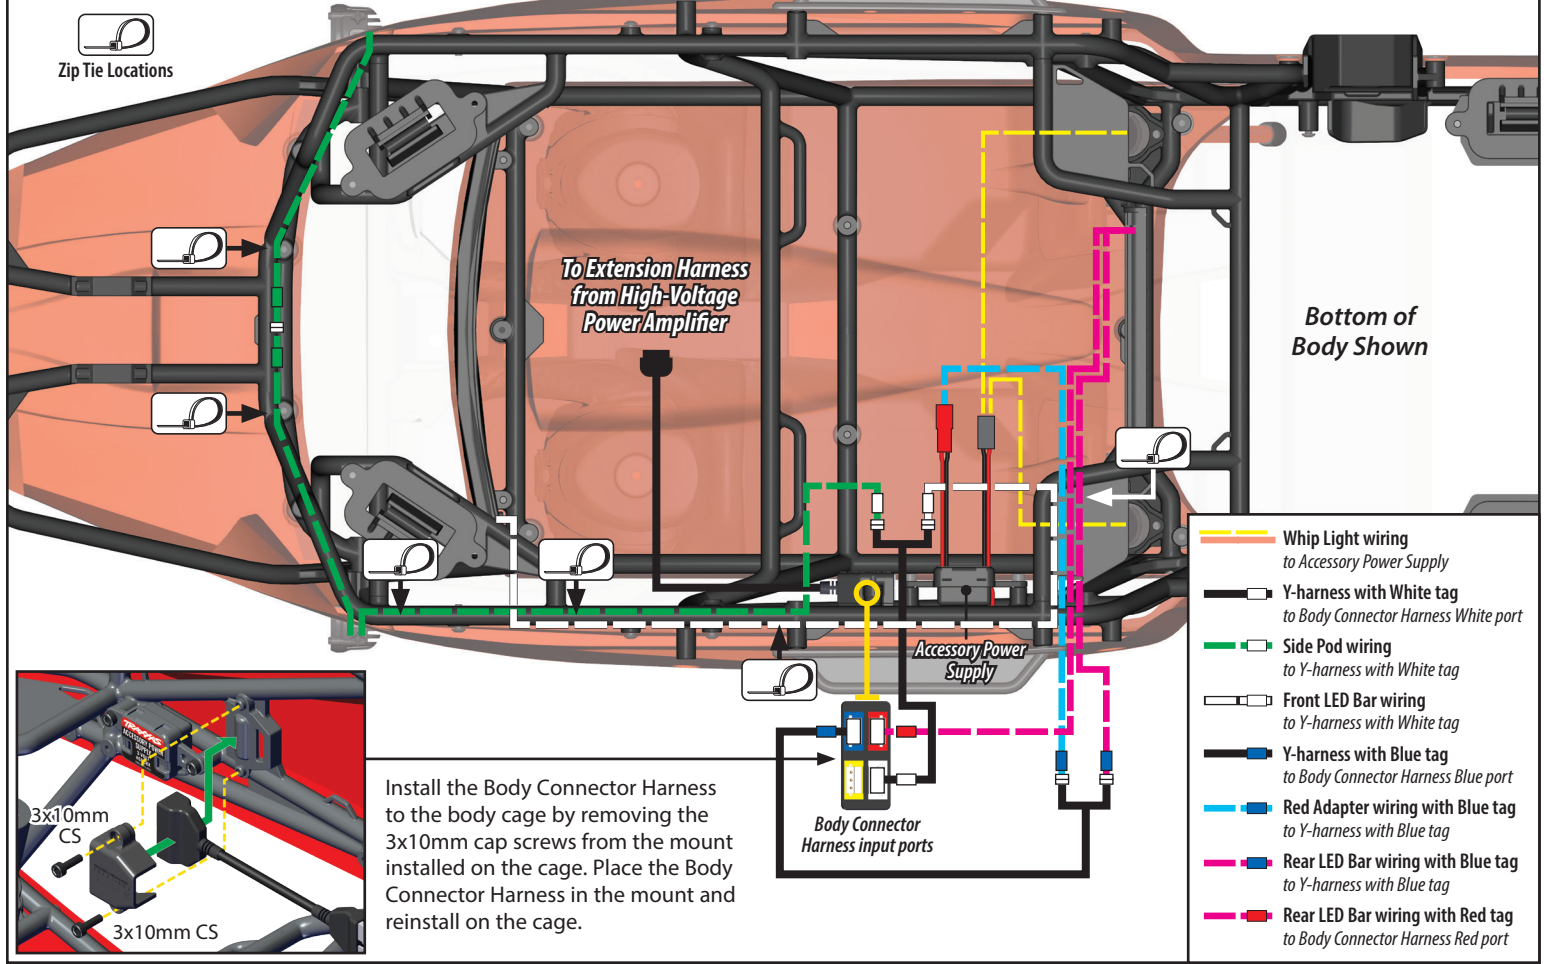 Zip Tie Locations
To Extension Harness
from High-Voltage
Power Amplifier
Bottom of
Body Shown
Accessory Power
Supply
Body Connector
Harness input ports
TRAXXAS
ACCESSORY POWER
SUPPLY
3x10mm
CS
3x10mm CS
Install the Body Connector Harness
to the body cage by removing the
3x10mm cap screws from the mount
installed on the cage. Place the Body
Connector Harness in the mount and
reinstall on the cage.
Whip Light wiring
to Accessory Power Supply
Y-harness with White tag
to Body Connector Harness White port
Side Pod wiring
to Y-harness with White tag
Front LED Bar wiring
to Y-harness with White tag
Y-harness with Blue tag
to Body Connector Harness Blue port
Red Adapter wiring with Blue tag
to Y-harness with Blue tag
Rear LED Bar wiring with Blue tag
to Y-harness with Blue tag
Rear LED Bar wiring with Red tag
to Body Connector Harness Red port